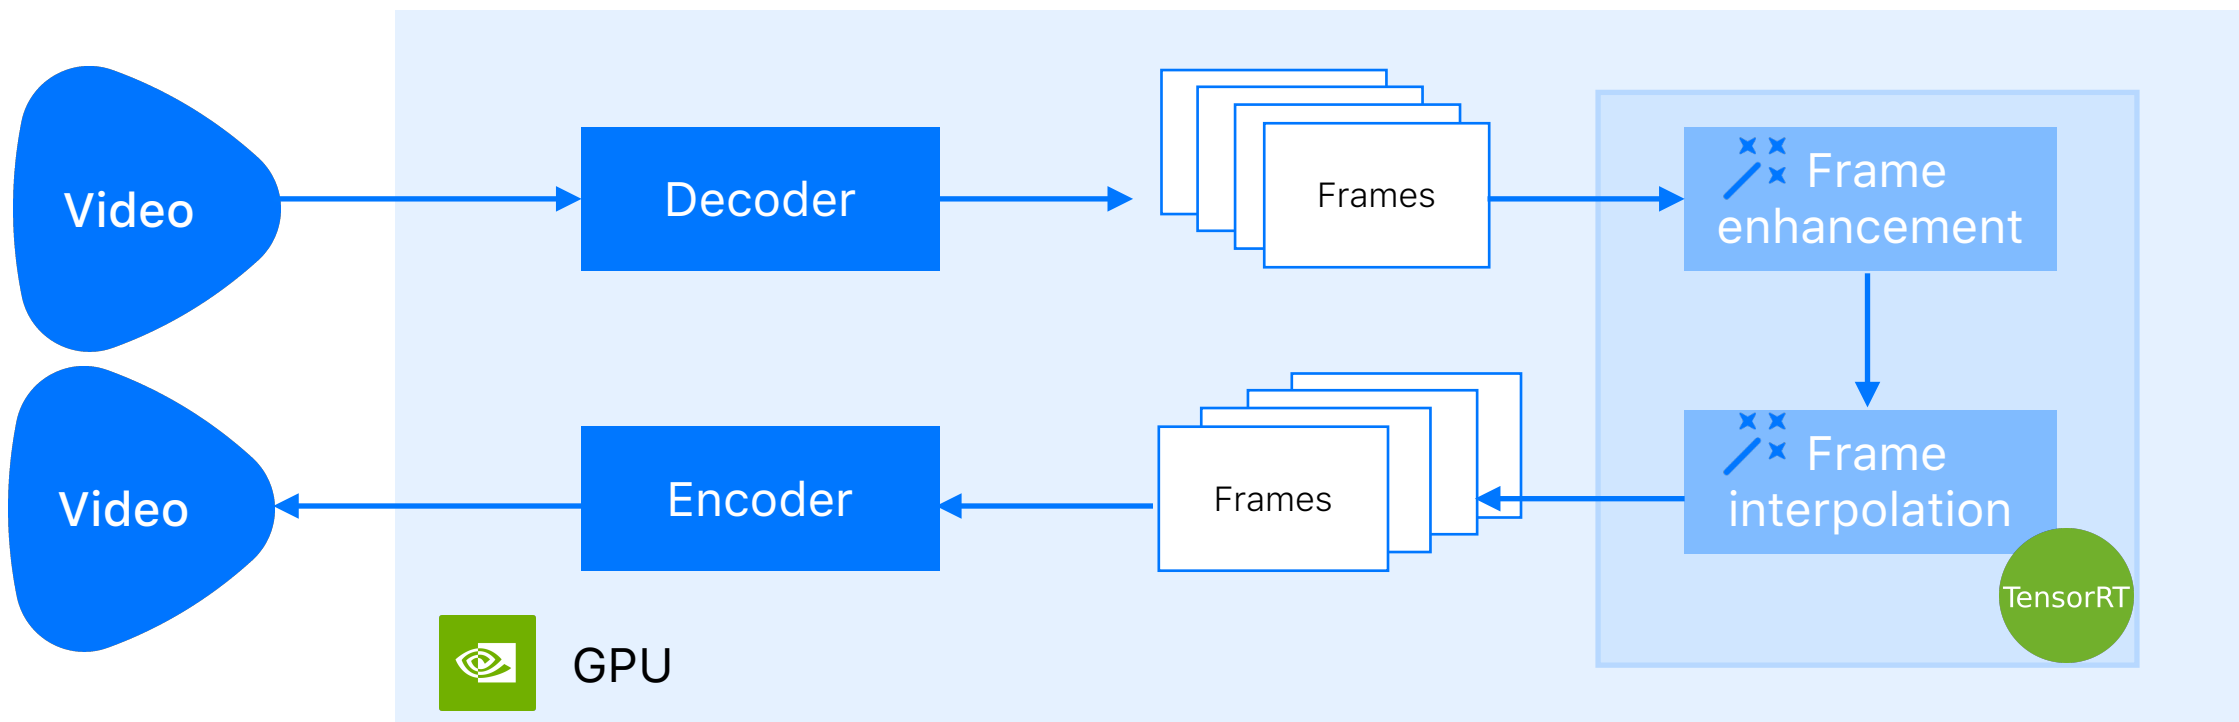 Video
Decoder
Frames
Frame
enhancement
Video
Encoder
Frames
Frame
interpolation
TensorRT
GPU